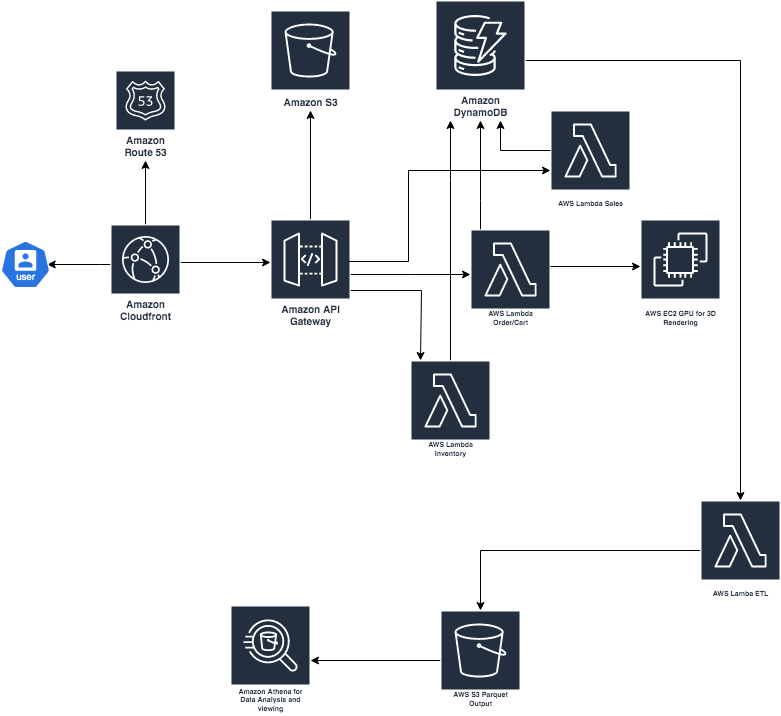 Amazon S3
Amazon
DynamoDB
53
Amazon
Route 53
AWS Lambda Sales
user
</>
Amazon
Cloudfront
Amazon API
Gateway
AWS Lambda
Order/Cart
AWS EC2 GPU for 3D
Rendering
AWS Lambda
Inventory
AWS Lamba ETL
Amazon Athena for
Data Analysis and
viewing
AWS S3 Parquet
Output